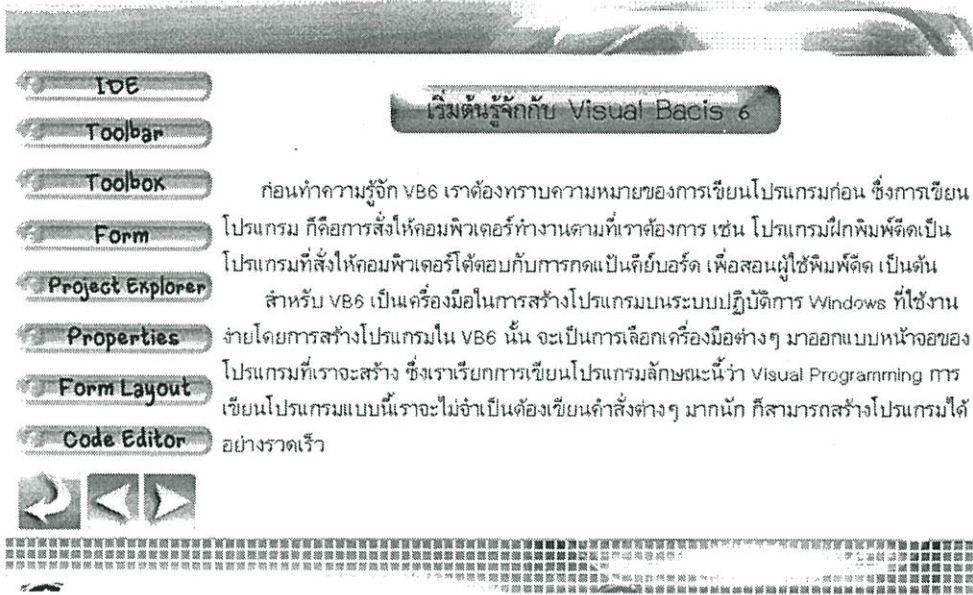 IDE
Toolbar
Toolbox
Form
Project Explorer
Properties
Form Layout
Code Editor
เริ่มต้นรู้จักกับ Visual Bacis 6
ก่อนทำความรู้จัก VB6 เราต้องทราบความหมายของการเขียนโปรแกรมก่อน ซึ่งการเขียน
โปรแกรม ก็คือการสั่งให้คอมพิวเตอร์ทำงานตามที่เราต้องการ เช่น โปรแกรมฝึกพิมพ์ดีดเป็น
โปรแกรมที่สั่งให้คอมพิวเตอร์โต้ตอบกับการกดแป้นคีย์บอร์ด เพื่อสอนผู้ใช้พิมพ์ดีด เป็นต้น
สำหรับ VB6 เป็นเครื่องมือในการสร้างโปรแกรมบนระบบปฏิบัติการ Windows ที่ใช้งาน
ง่ายโดยการสร้างโปรแกรมใน VB6 นั้น จะเป็นการเลือกเครื่องมือต่างๆ มาออกแบบหน้าจอของ
โปรแกรมที่เราจะสร้าง ซึ่งเราเรียกการเขียนโปรแกรมลักษณะนี้ว่า Visual Programming การ
เขียนโปรแกรมแบบนี้เราจะไม่จำเป็นต้องเขียนคำสั่งต่างๆ มากนัก ก็สามารถสร้างโปรแกรมได้
อย่างรวดเร็ว